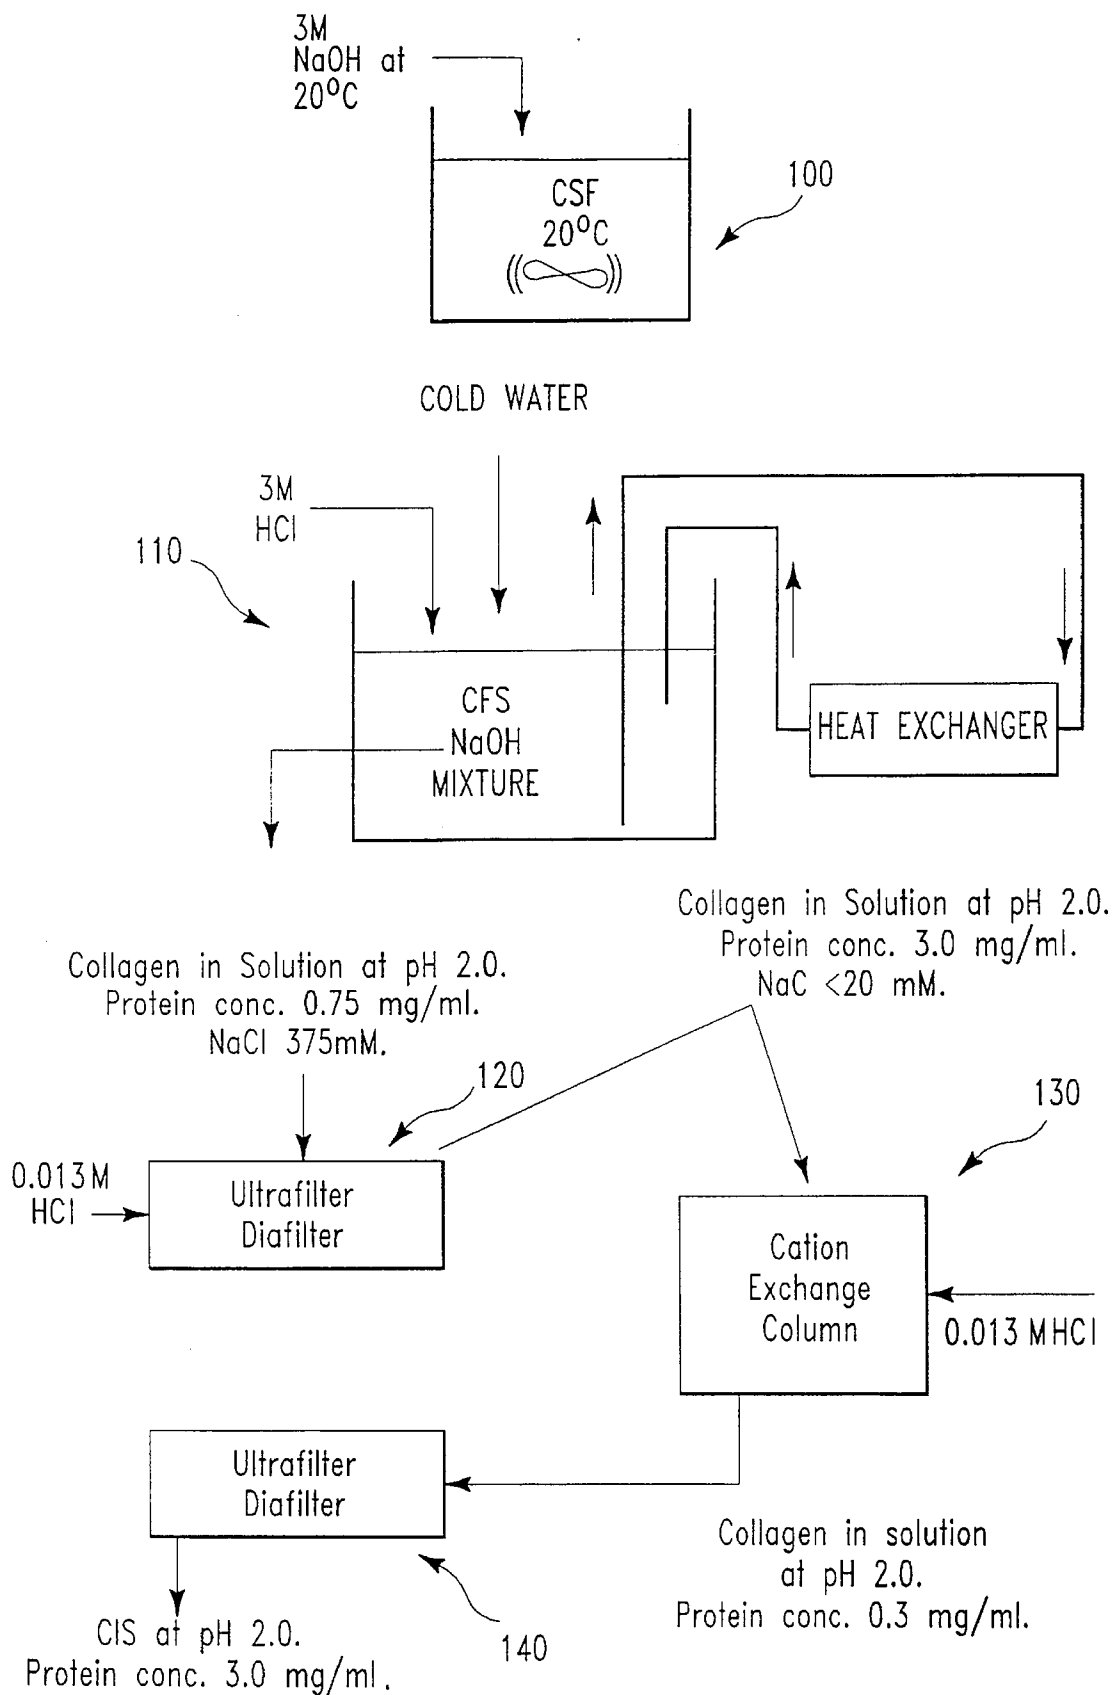 3M
NaOH at
20°C
CSF
20°C
100
COLD WATER
3M
HCl
110
CFS
NaOH
MIXTURE
HEAT EXCHANGER
Collagen in Solution at pH 2.0.
Protein conc. 3.0 mg/ml.
NaC <20 mM.
Collagen in Solution at pH 2.0.
Protein conc. 0.75 mg/ml.
NaCl 375mM.
120
130
0.013M
HCl
Ultrafilter
Diafilter
Cation
Exchange
Column
0.013 M HCl
Ultrafilter
Diafilter
Collagen in solution
at pH 2.0.
Protein conc. 0.3 mg/ml.
140
CIS at pH 2.0.
Protein conc. 3.0 mg/ml.